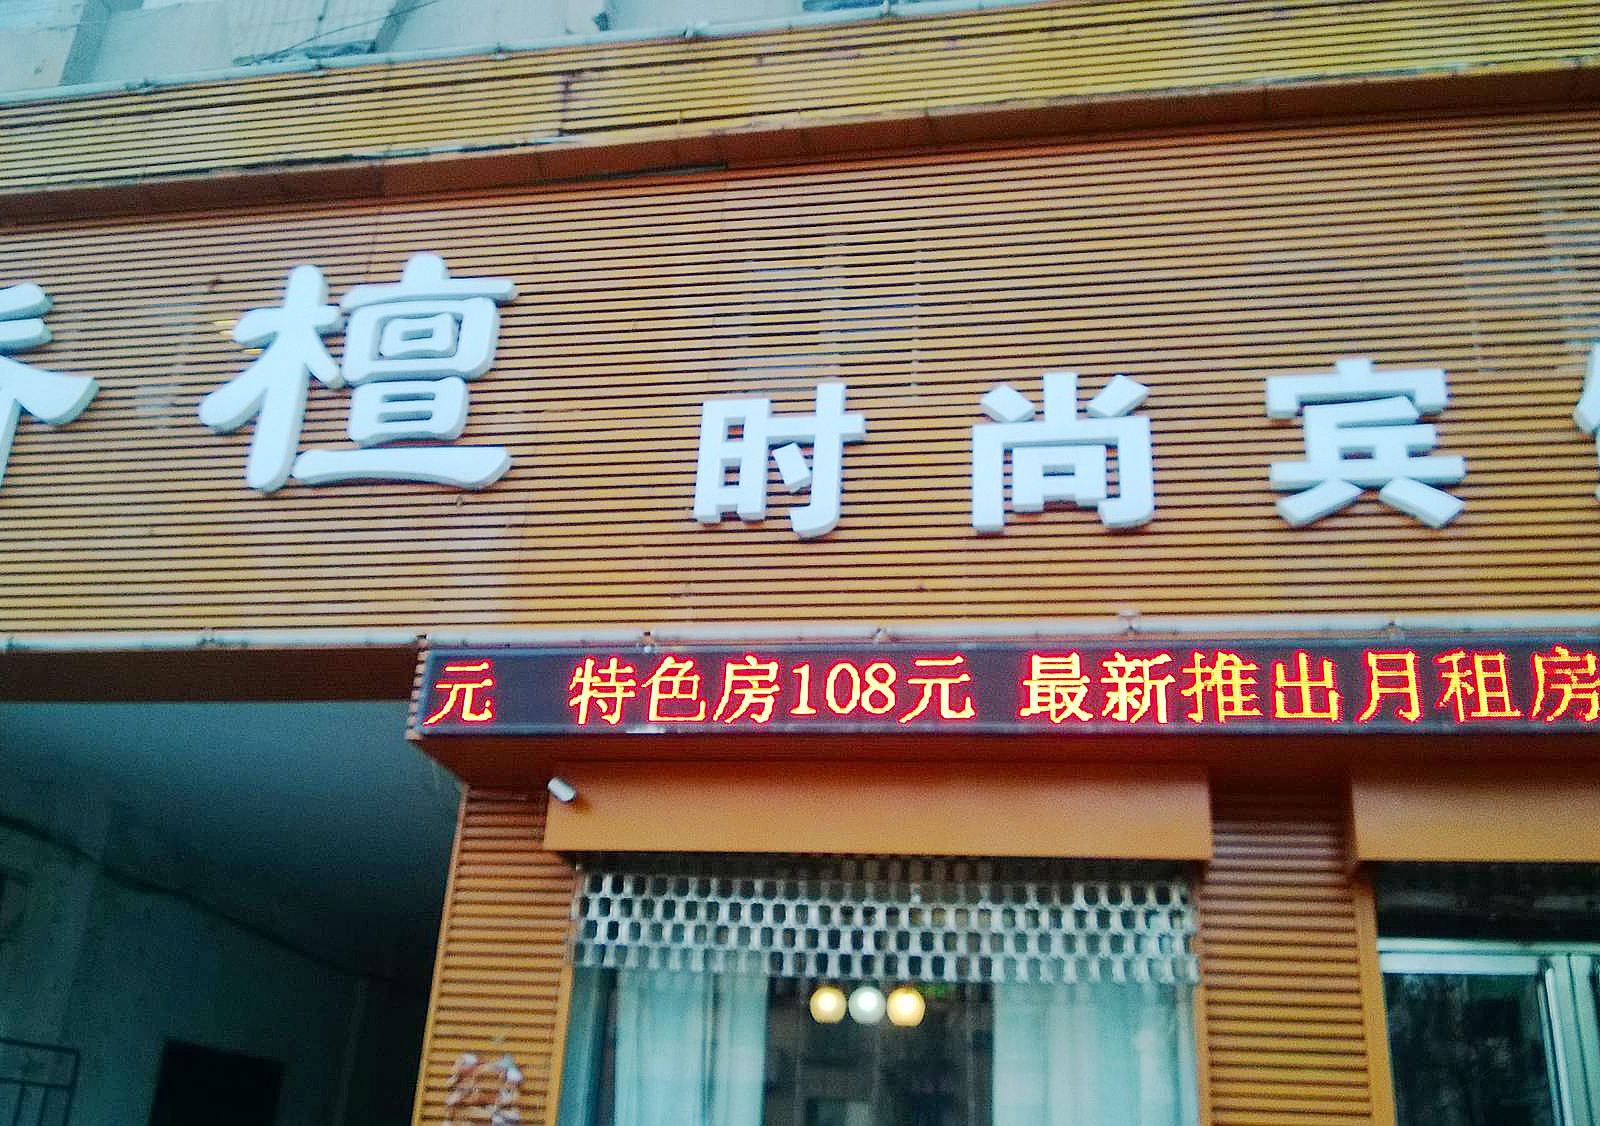 檀 时尚宾
元 特色房108元 最新推出月租房